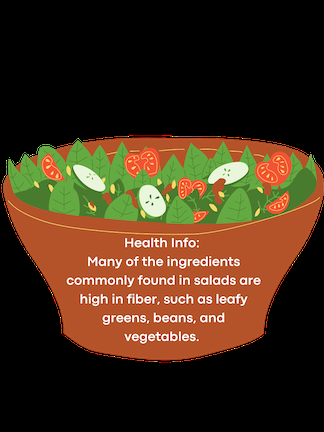 Health Info:
Many of the ingredients
commonly found in salads are
high in fiber, such as leafy
greens, beans, and
vegetables.